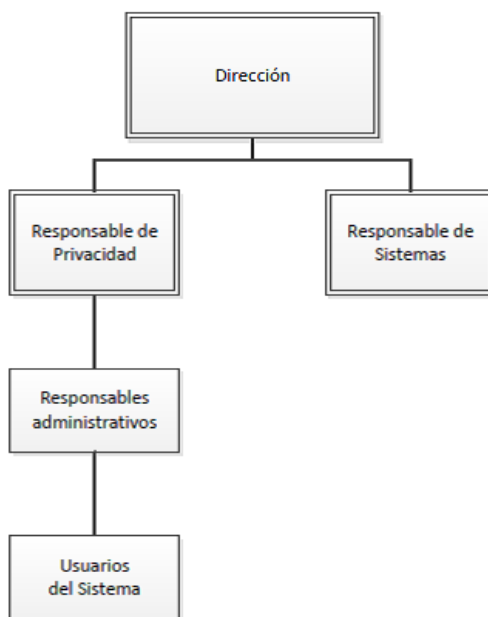 Dirección
Responsable de
Privacidad
Responsable de
Sistemas
Responsables
administrativos
Usuarios
del Sistema